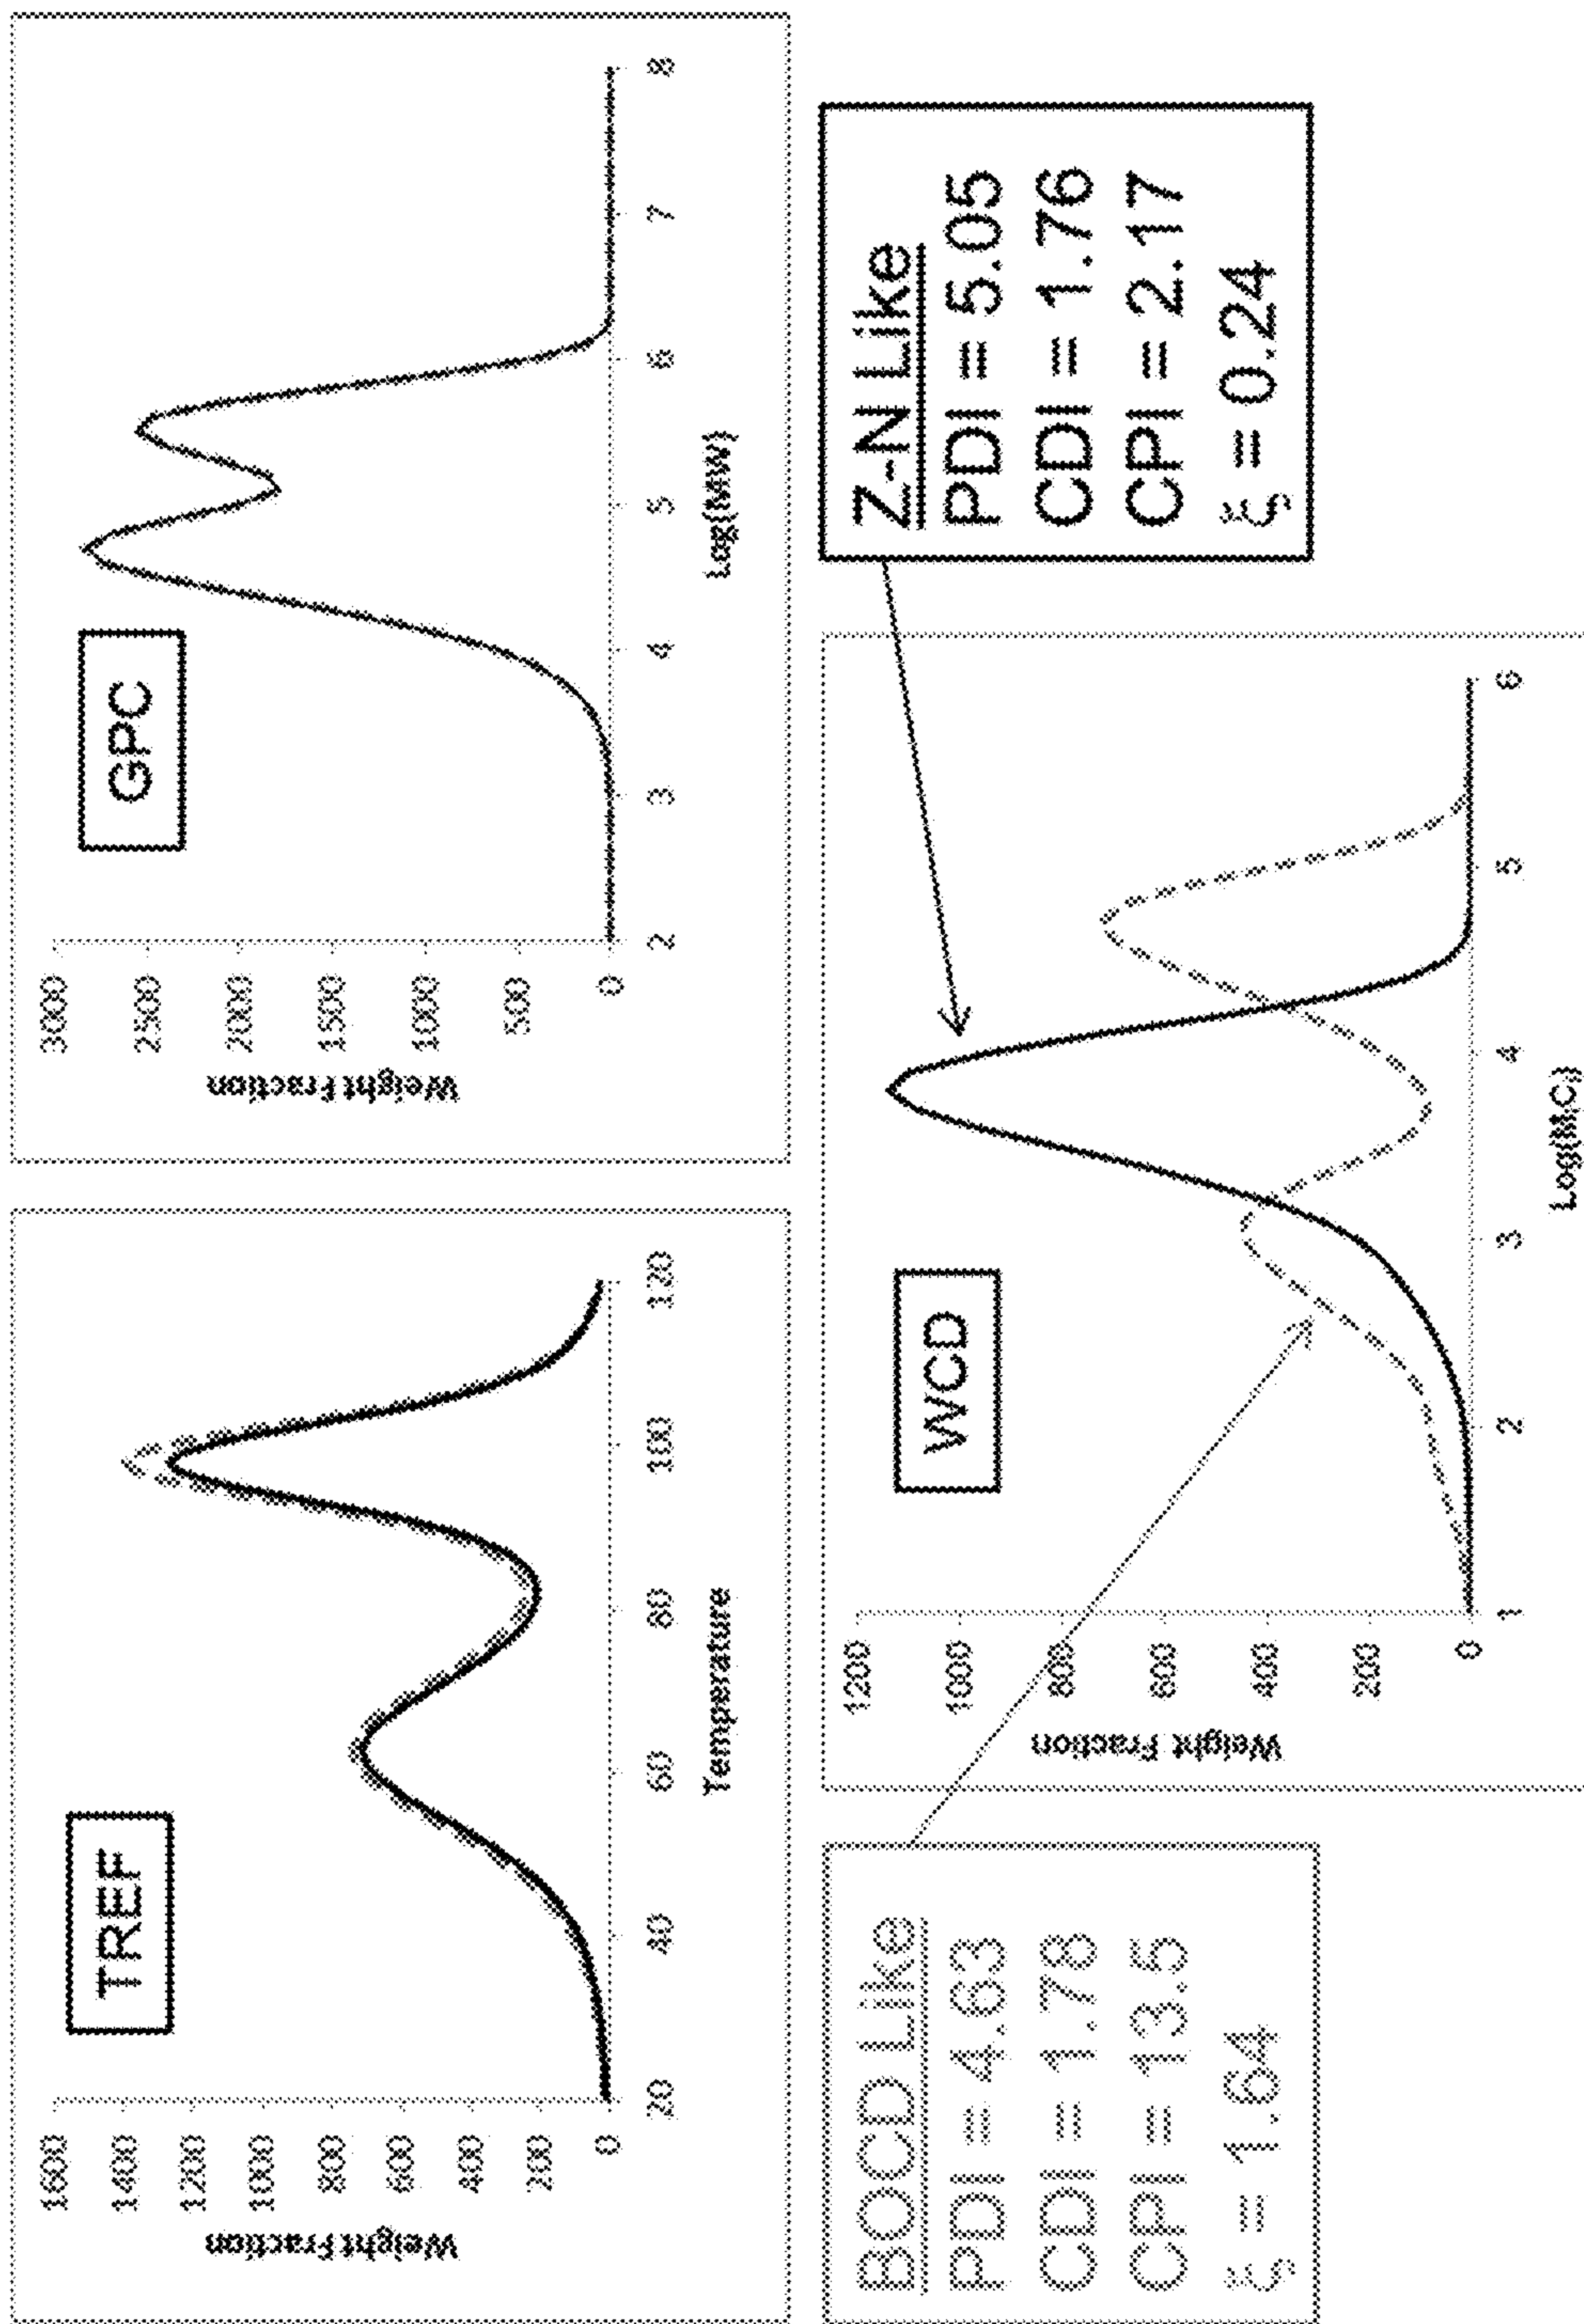 TREF
1600
1400
1200
1000
800
600
400
200
0
Weight Fraction
20
40
60
80
100
120
Temperature
GPC
3000
2500
2000
1500
1000
500
0
Weight Fraction
2
3
4
5
6
7
8
Log(MW)
BOCD Like
PDI = 4.63
CDI = 1.78
CPI = 13.5
ξ = 1.64
WCD
1200
1000
800
600
400
200
0
Weight Fraction
1
2
3
4
5
6
Log(M.C)
Z-N Like
PDI = 5.05
CDI = 1.76
CPI = 2.17
ξ = 0.24